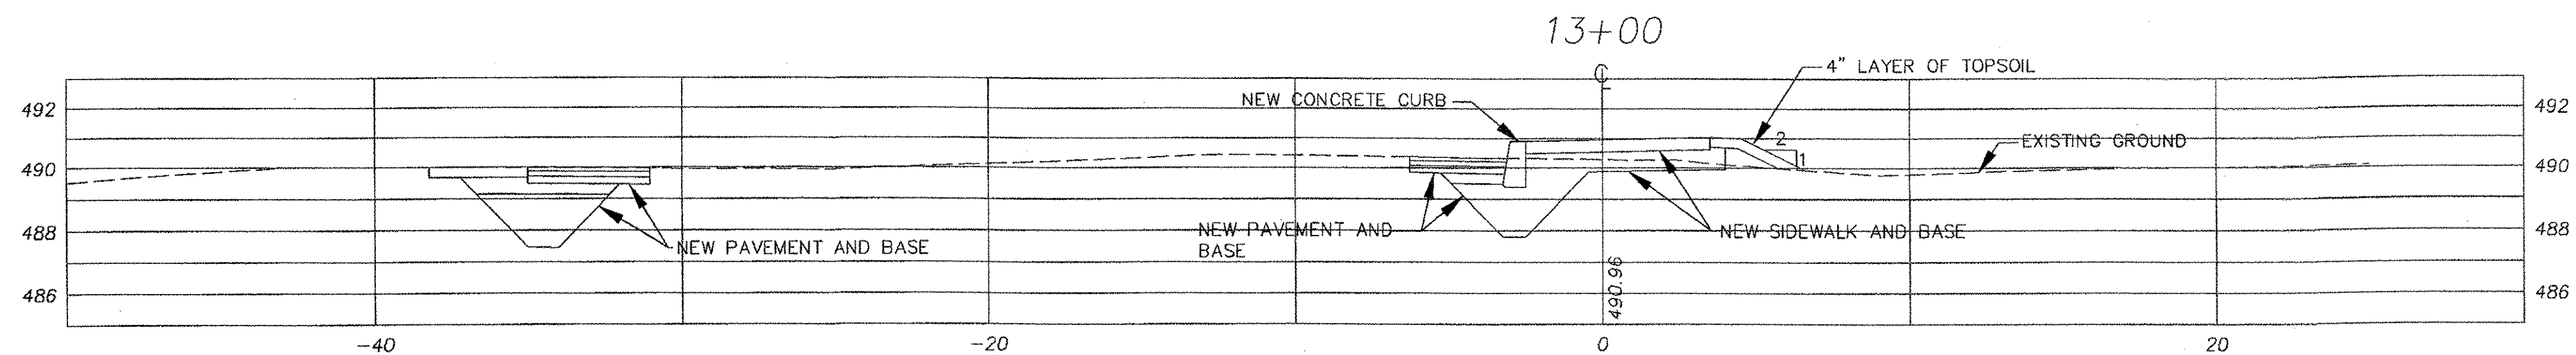 13+00
℄
4" LAYER OF TOPSOIL
NEW CONCRETE CURB
492
492
2
1
EXISTING GROUND
490
490
NEW PAVEMENT AND
BASE
NEW SIDEWALK AND BASE
488
488
NEW PAVEMENT AND BASE
490.96
486
486
-40
-20
0
20